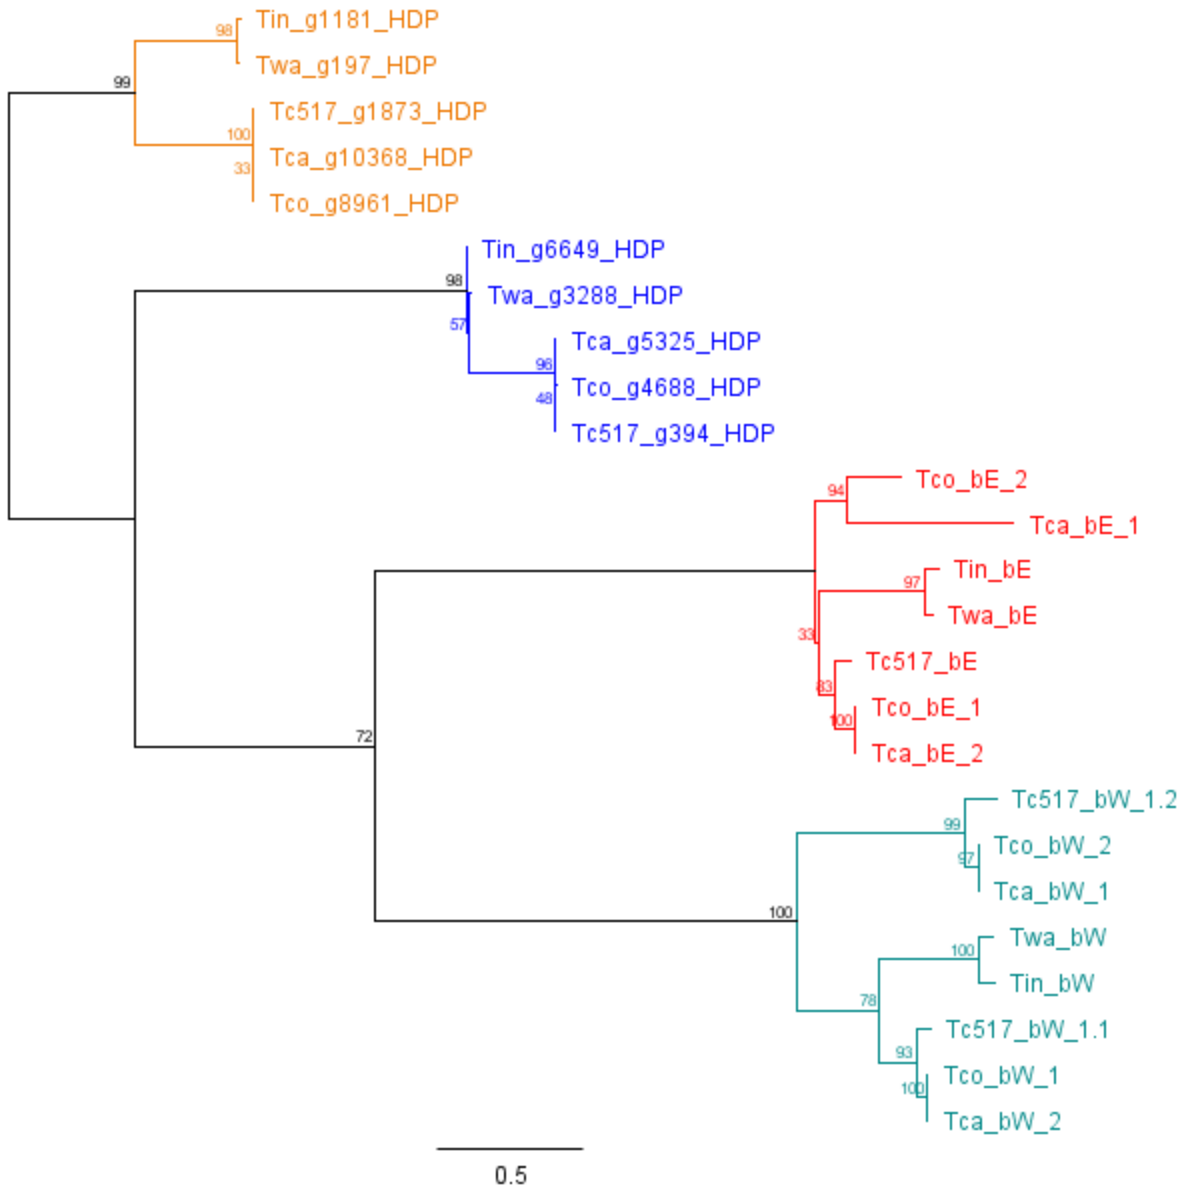 Tin_g1181_HDP
98
Twa_g197_HDP
99
Tc517_g1873_HDP
100
Tca_g10368_HDP
33
Tco_g8961_HDP
Tin_g6649_HDP
98
Twa_g3288_HDP
57
Tca_g5325_HDP
96
Tco_g4688_HDP
48
Tc517_g394_HDP
Tco_bE_2
94
Tca_bE_1
Tin_bE
97
Twa_bE
33
Tc517_bE
83
Tco_bE_1
100
Tca_bE_2
72
Tc517_bW_1.2
99
Tco_bW_2
97
Tca_bW_1
100
Twa_bW
100
Tin_bW
78
Tc517_bW_1.1
93
Tco_bW_1
100
Tca_bW_2
0.5